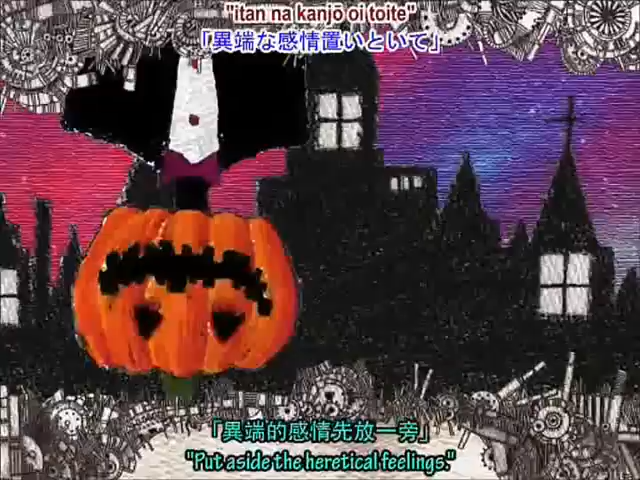 "itan na kanjō oi toite"
「異端な感情置いといて」
「異端的感情先放一旁」
"Put aside the heretical feelings."